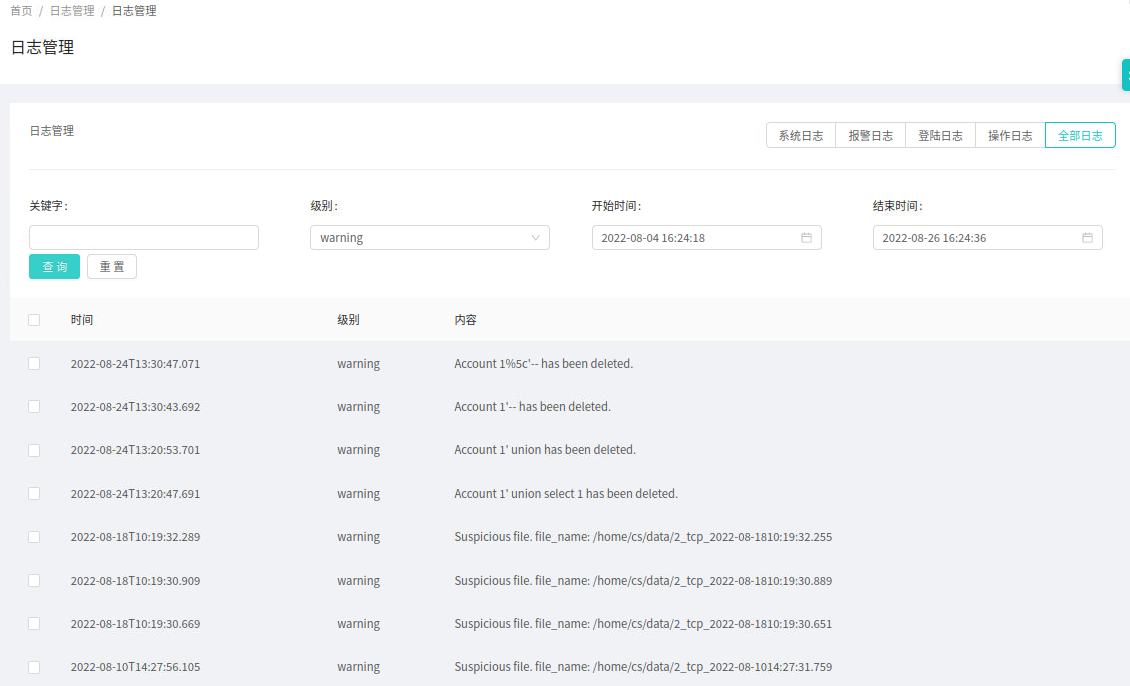 首页 / 日志管理 / 日志管理
日志管理
日志管理
系统日志 报警日志 登陆日志 操作日志 全部日志
关键字: 级别: 开始时间: 结束时间:
warning 2022-08-04 16:24:18 2022-08-26 16:24:36
查 询 重 置
时间 级别 内容
2022-08-24T13:30:47.071 warning Account 1%5c'-- has been deleted.
2022-08-24T13:30:43.692 warning Account 1'-- has been deleted.
2022-08-24T13:20:53.701 warning Account 1' union has been deleted.
2022-08-24T13:20:47.691 warning Account 1' union select 1 has been deleted.
2022-08-18T10:19:32.289 warning Suspicious file. file_name: /home/cs/data/2_tcp_2022-08-1810:19:32.255
2022-08-18T10:19:30.909 warning Suspicious file. file_name: /home/cs/data/2_tcp_2022-08-1810:19:30.889
2022-08-18T10:19:30.669 warning Suspicious file. file_name: /home/cs/data/2_tcp_2022-08-1810:19:30.651
2022-08-10T14:27:56.105 warning Suspicious file. file_name: /home/cs/data/2_tcp_2022-08-1014:27:31.759